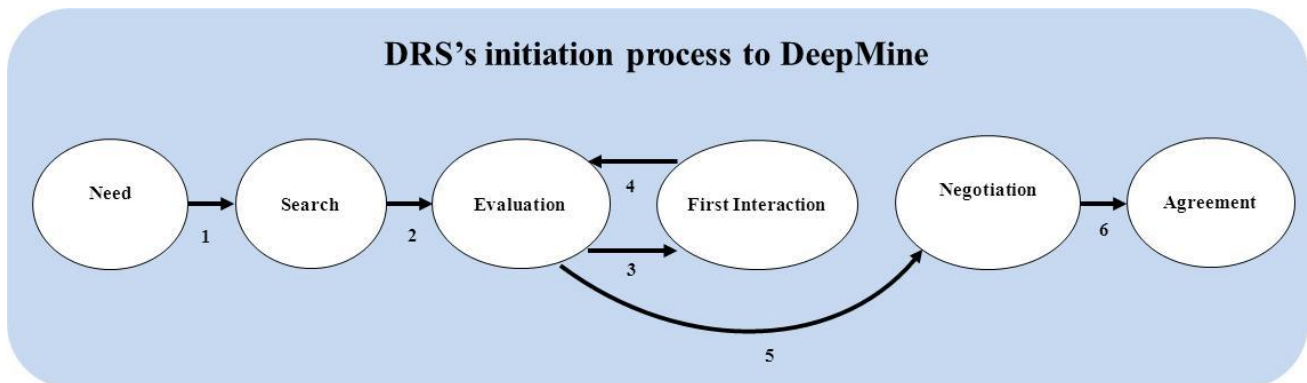 DRS’s initiation process to DeepMine
Need
Search
Evaluation
First Interaction
Negotiation
Agreement
1
2
4
3
5
6